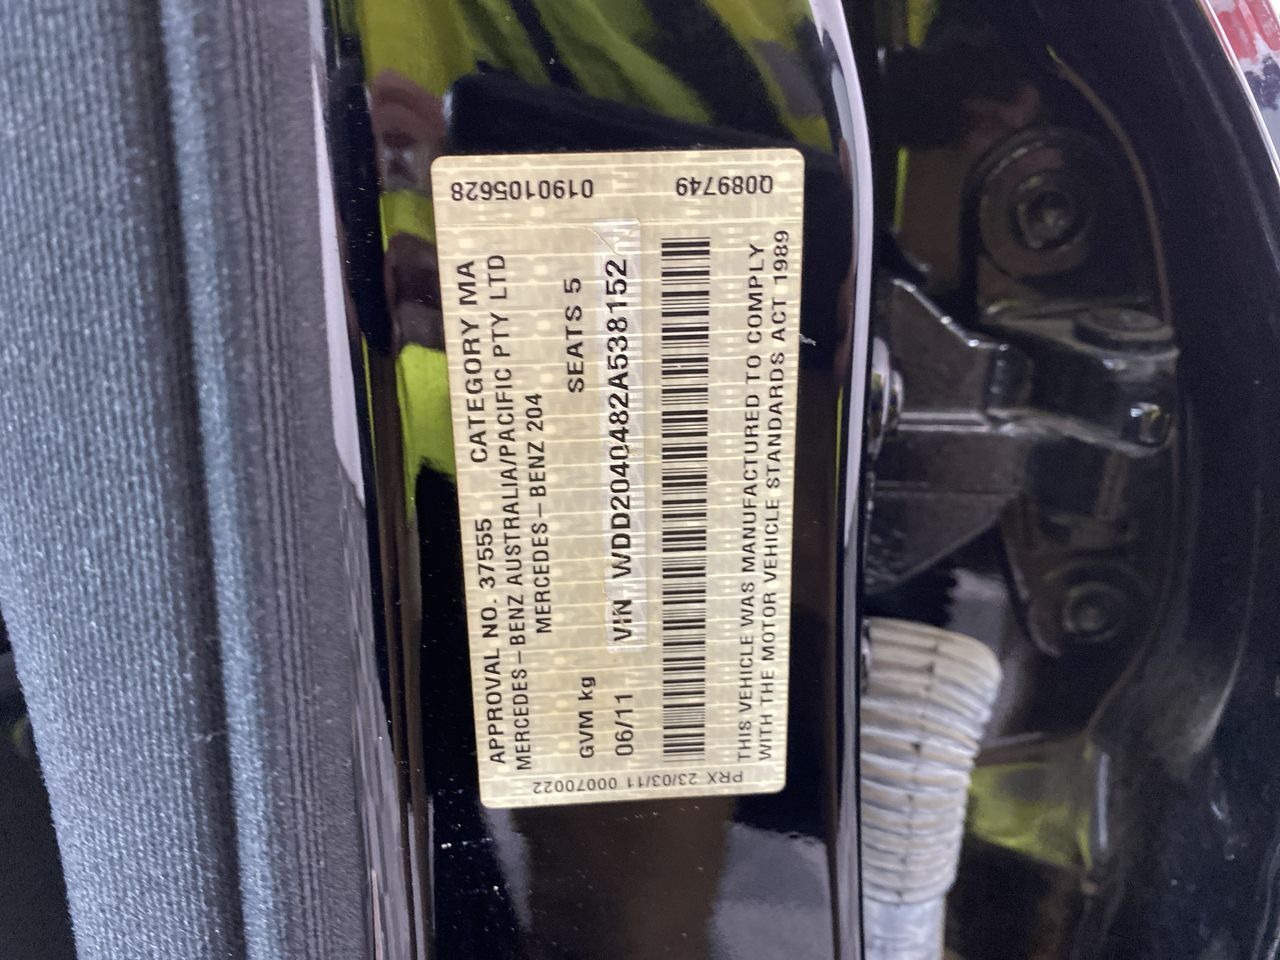 0190105628 Q089749
APPROVAL NO. 37555 CATEGORY MA
MERCEDES-BENZ AUSTRALIA/PACIFIC PTY LTD
MERCEDES-BENZ 204
GVM kg SEATS 5
06/11 VIN WDD2040482A538152
THIS VEHICLE WAS MANUFACTURED TO COMPLY
WITH THE MOTOR VEHICLE STANDARDS ACT 1989
PRX 23/03/11 00070022